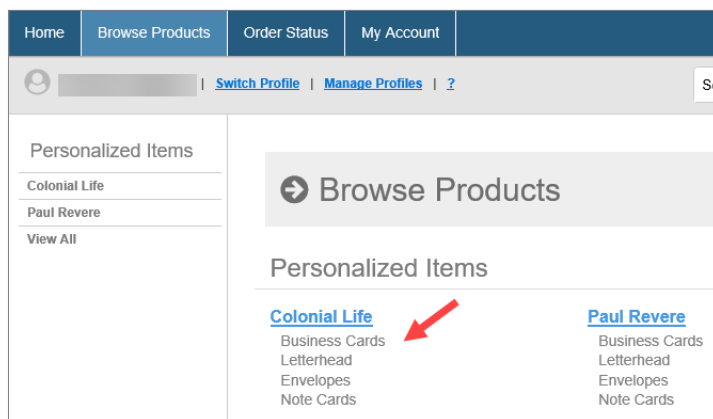 Home Browse Products Order Status My Account
| Switch Profile | Manage Profiles | ?
Personalized Items
Colonial Life
Paul Revere
View All
Browse Products
Personalized Items
Colonial Life
Business Cards
Letterhead
Envelopes
Note Cards
Paul Revere
Business Cards
Letterhead
Envelopes
Note Cards